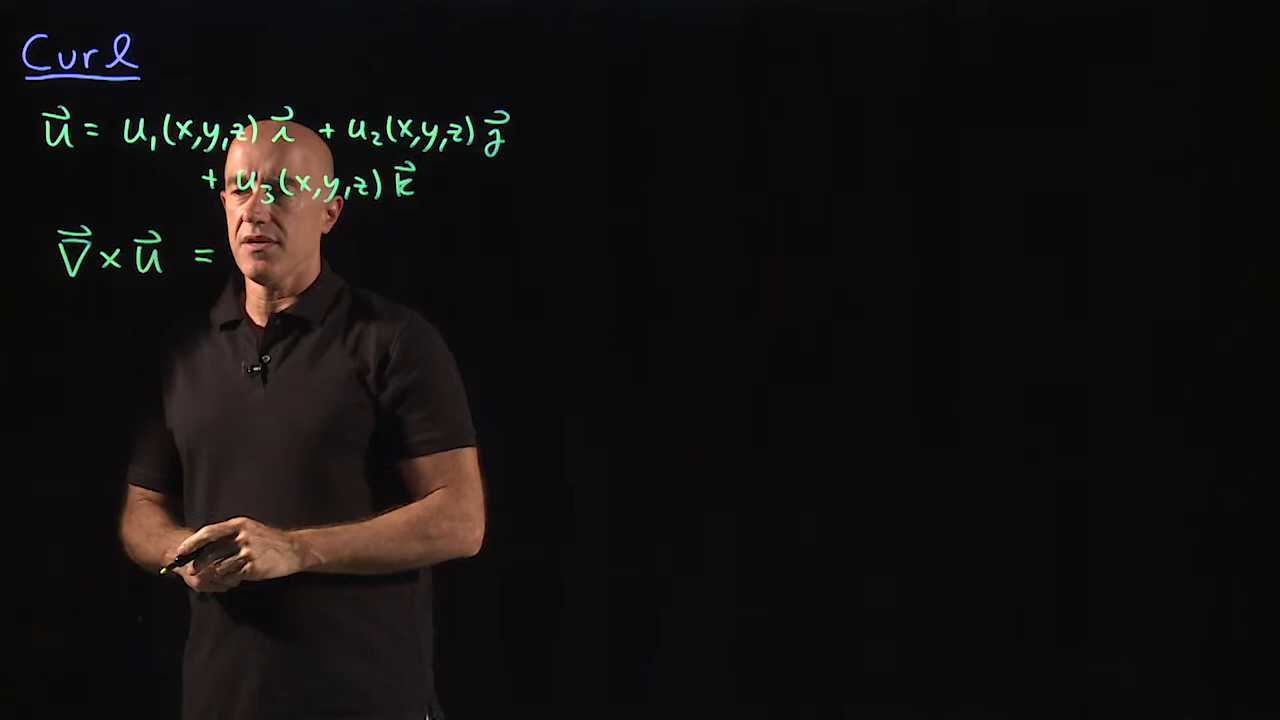 Curl
u⃗ = u₁(x,y,z) i⃗ + u₂(x,y,z) j⃗
+ u₃(x,y,z) k⃗
∇⃗ × u⃗ =